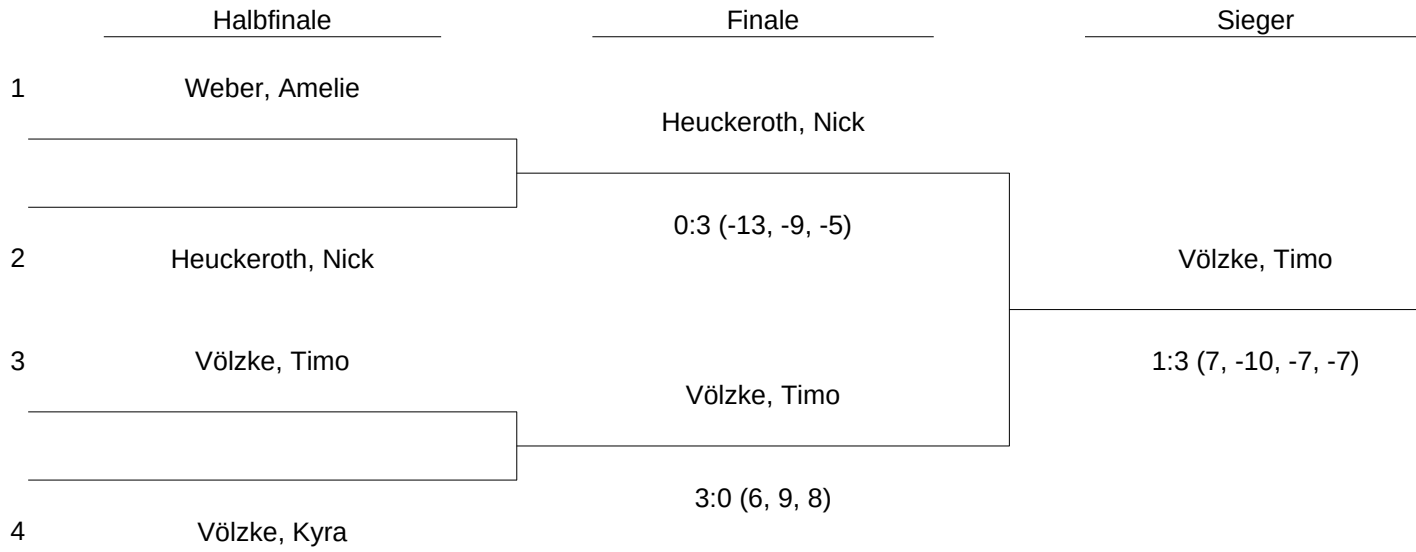 Halbfinale Finale Sieger
1 Weber, Amelie
Heuckeroth, Nick
0:3 (-13, -9, -5)
2 Heuckeroth, Nick Völzke, Timo
3 Völzke, Timo 1:3 (7, -10, -7, -7)
Völzke, Timo
3:0 (6, 9, 8)
4 Völzke, Kyra